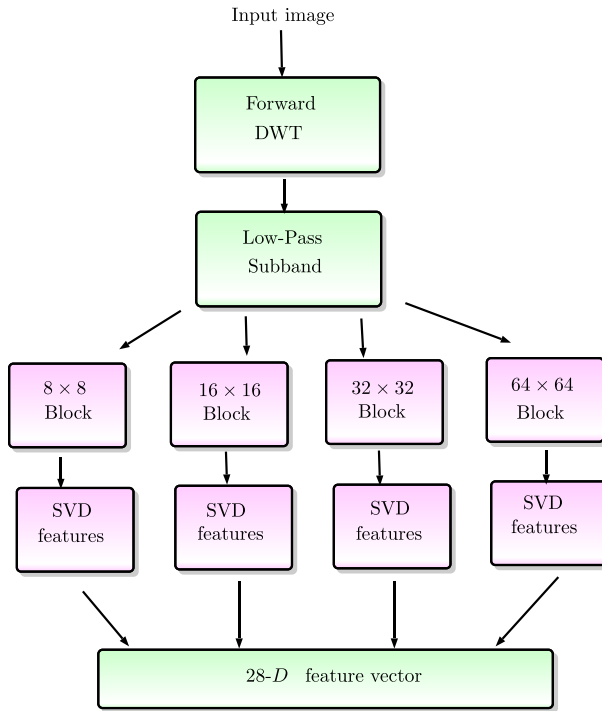 Input image
Forward
DWT
Low-Pass
Subband
8 × 8
Block
16 × 16
Block
32 × 32
Block
64 × 64
Block
SVD
features
SVD
features
SVD
features
SVD
features
28-D feature vector